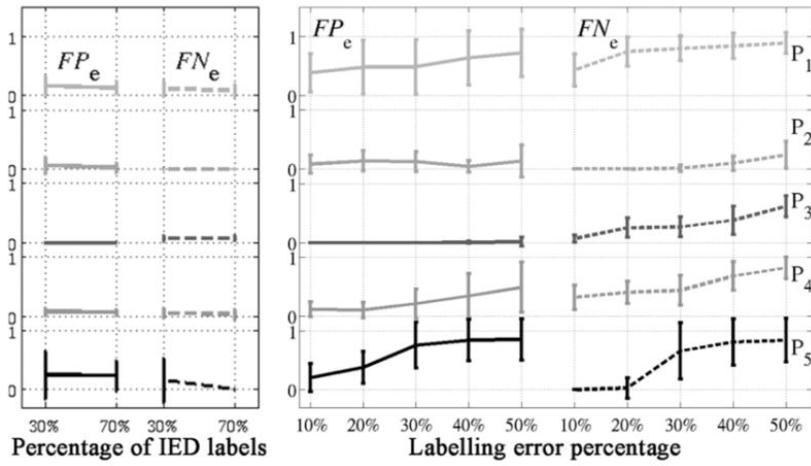 FPe FNe FPe FNe
1 1 P1
0 0
1 1 P2
0 0
1 1 P3
0 0
1 1 P4
0 0
1 1 P5
0 0
30% 70% 30% 70% 10% 20% 30% 40% 50% 10% 20% 30% 40% 50%
Percentage of IED labels Labelling error percentage